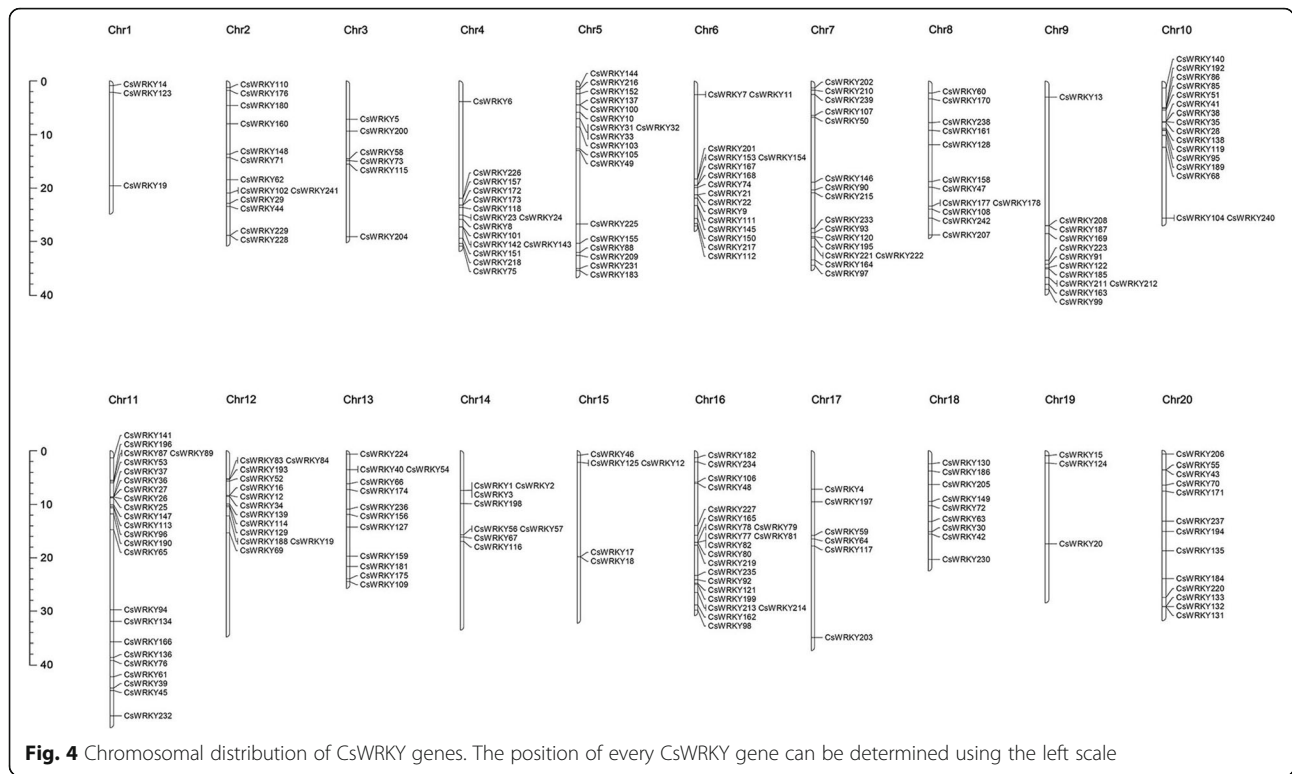 Chr1 Chr2 Chr3 Chr4 Chr5 Chr6 Chr7 Chr8 Chr9 Chr10
0
10
20
30
40
CsWRKY14
CsWRKY123
CsWRKY19
CsWRKY110
CsWRKY176
CsWRKY180
CsWRKY160
CsWRKY148
CsWRKY71
CsWRKY62
CsWRKY102 CsWRKY241
CsWRKY29
CsWRKY44
CsWRKY229
CsWRKY228
CsWRKY5
CsWRKY200
CsWRKY58
CsWRKY73
CsWRKY115
CsWRKY204
CsWRKY6
CsWRKY226
CsWRKY157
CsWRKY172
CsWRKY173
CsWRKY118
CsWRKY23 CsWRKY24
CsWRKY8
CsWRKY101
CsWRKY142 CsWRKY143
CsWRKY151
CsWRKY218
CsWRKY75
CsWRKY144
CsWRKY216
CsWRKY152
CsWRKY137
CsWRKY100
CsWRKY10
CsWRKY31 CsWRKY32
CsWRKY33
CsWRKY103
CsWRKY105
CsWRKY49
CsWRKY225
CsWRKY155
CsWRKY88
CsWRKY209
CsWRKY231
CsWRKY183
CsWRKY7 CsWRKY11
CsWRKY201
CsWRKY153 CsWRKY154
CsWRKY167
CsWRKY168
CsWRKY74
CsWRKY21
CsWRKY22
CsWRKY9
CsWRKY111
CsWRKY145
CsWRKY150
CsWRKY217
CsWRKY112
CsWRKY202
CsWRKY210
CsWRKY239
CsWRKY107
CsWRKY50
CsWRKY146
CsWRKY90
CsWRKY215
CsWRKY233
CsWRKY93
CsWRKY120
CsWRKY195
CsWRKY221 CsWRKY222
CsWRKY164
CsWRKY97
CsWRKY60
CsWRKY170
CsWRKY238
CsWRKY161
CsWRKY128
CsWRKY158
CsWRKY47
CsWRKY177 CsWRKY178
CsWRKY108
CsWRKY242
CsWRKY207
CsWRKY13
CsWRKY208
CsWRKY187
CsWRKY169
CsWRKY223
CsWRKY91
CsWRKY122
CsWRKY185
CsWRKY211 CsWRKY212
CsWRKY163
CsWRKY99
CsWRKY140
CsWRKY192
CsWRKY86
CsWRKY85
CsWRKY51
CsWRKY41
CsWRKY38
CsWRKY35
CsWRKY28
CsWRKY138
CsWRKY119
CsWRKY95
CsWRKY189
CsWRKY68
CsWRKY104 CsWRKY240
Chr11 Chr12 Chr13 Chr14 Chr15 Chr16 Chr17 Chr18 Chr19 Chr20
0
10
20
30
40
CsWRKY141
CsWRKY196
CsWRKY87 CsWRKY89
CsWRKY53
CsWRKY37
CsWRKY36
CsWRKY27
CsWRKY26
CsWRKY25
CsWRKY147
CsWRKY113
CsWRKY96
CsWRKY190
CsWRKY65
CsWRKY94
CsWRKY134
CsWRKY166
CsWRKY136
CsWRKY76
CsWRKY61
CsWRKY39
CsWRKY45
CsWRKY232
CsWRKY83 CsWRKY84
CsWRKY193
CsWRKY52
CsWRKY16
CsWRKY12
CsWRKY34
CsWRKY139
CsWRKY114
CsWRKY129
CsWRKY188 CsWRKY19
CsWRKY69
CsWRKY224
CsWRKY40 CsWRKY54
CsWRKY66
CsWRKY174
CsWRKY236
CsWRKY156
CsWRKY127
CsWRKY159
CsWRKY181
CsWRKY175
CsWRKY109
CsWRKY1 CsWRKY2
CsWRKY3
CsWRKY198
CsWRKY56 CsWRKY57
CsWRKY67
CsWRKY116
CsWRKY46
CsWRKY125 CsWRKY12
CsWRKY17
CsWRKY18
CsWRKY182
CsWRKY234
CsWRKY106
CsWRKY48
CsWRKY227
CsWRKY165
CsWRKY78 CsWRKY79
CsWRKY77 CsWRKY81
CsWRKY82
CsWRKY80
CsWRKY219
CsWRKY235
CsWRKY92
CsWRKY121
CsWRKY199
CsWRKY213 CsWRKY214
CsWRKY162
CsWRKY98
CsWRKY4
CsWRKY197
CsWRKY59
CsWRKY64
CsWRKY117
CsWRKY203
CsWRKY130
CsWRKY186
CsWRKY205
CsWRKY149
CsWRKY72
CsWRKY63
CsWRKY30
CsWRKY42
CsWRKY230
CsWRKY15
CsWRKY124
CsWRKY20
CsWRKY206
CsWRKY55
CsWRKY43
CsWRKY70
CsWRKY171
CsWRKY237
CsWRKY194
CsWRKY135
CsWRKY184
CsWRKY220
CsWRKY133
CsWRKY132
CsWRKY131
Fig. 4 Chromosomal distribution of CsWRKY genes. The position of every CsWRKY gene can be determined using the left scale